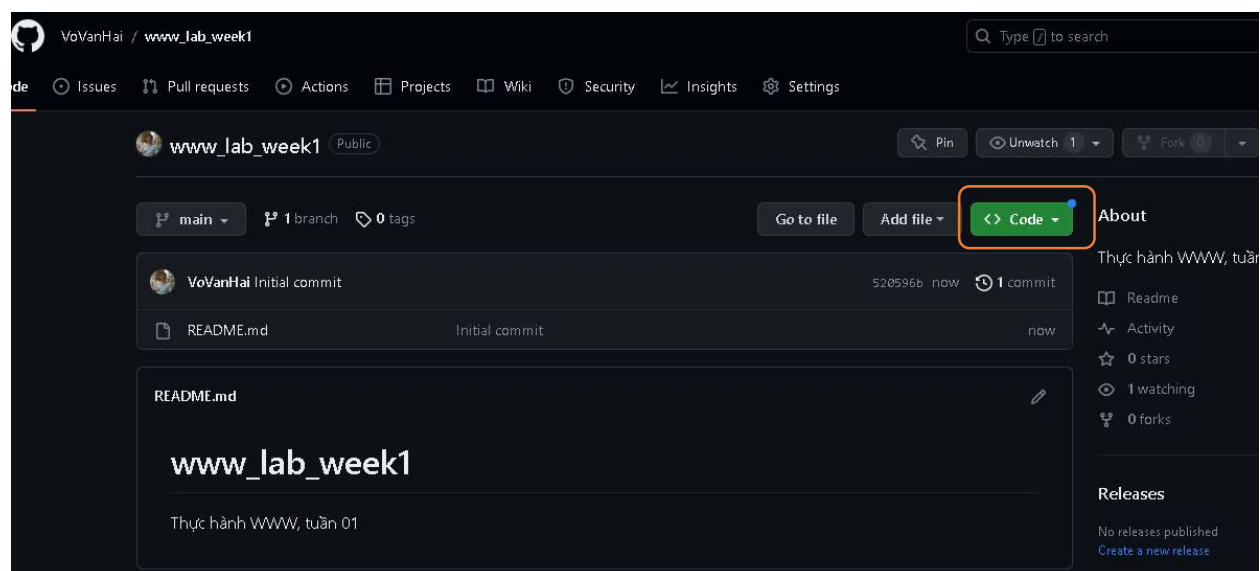 VoVanHai / www_lab_week1 Type / to search
de Issues Pull requests Actions Projects Wiki Security Insights Settings
www_lab_week1 Public Pin Unwatch 1 Fork 0
main 1 branch 0 tags Go to file Add file <> Code About
Thực hành WWW, tuần
VoVanHai Initial commit 520596b now 1 commit
Readme
README.md Initial commit now
Activity
0 stars
1 watching
README.md
0 forks
www_lab_week1
Releases
Thực hành WWW, tuần 01
No releases published
Create a new release